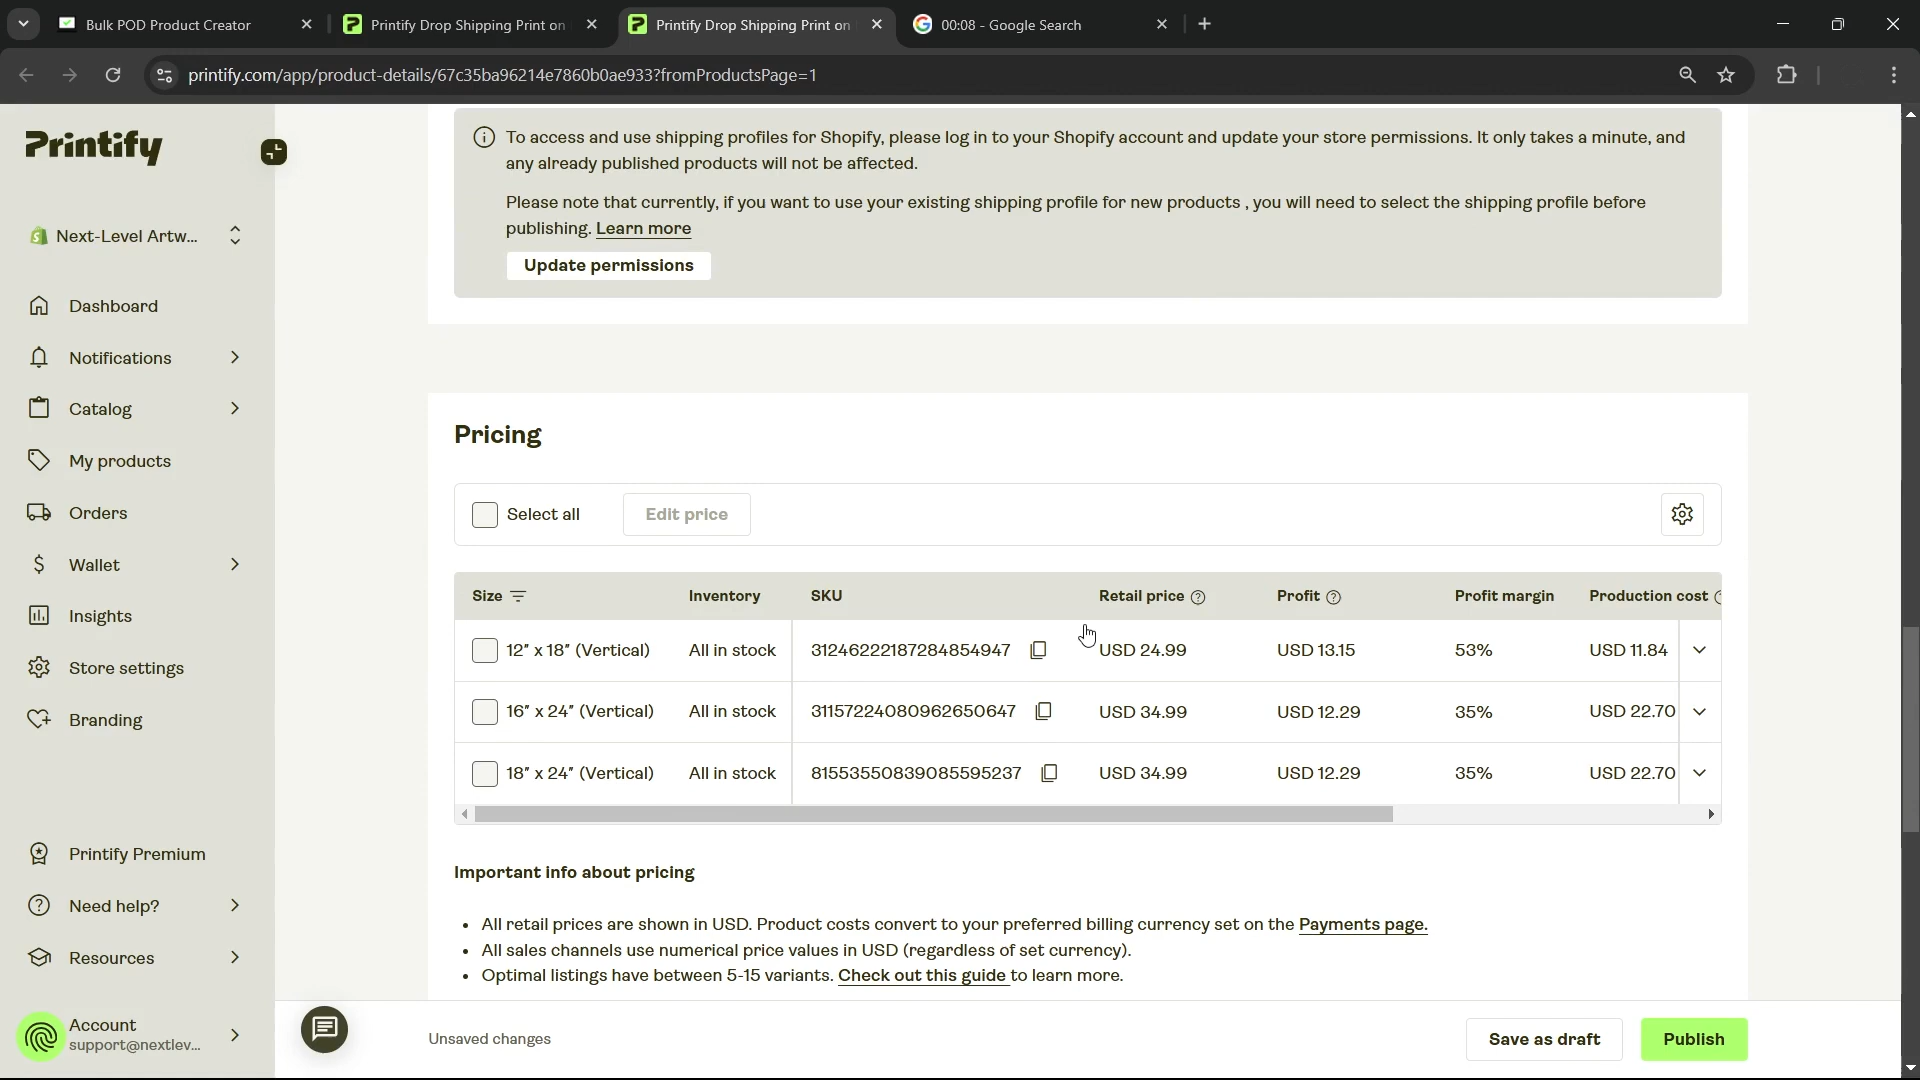 Bulk POD Product Creator
Printify Drop Shipping Print on
Printify Drop Shipping Print on
00:08 - Google Search
printify.com/app/product-details/67c35ba96214e7860b0ae933?fromProductsPage=1
Printify
Next-Level Artw...
Dashboard
Notifications
Catalog
My products
Orders
Wallet
Insights
Store settings
Branding
Printify Premium
Need help?
Resources
Account
support@nextlev...
To access and use shipping profiles for Shopify, please log in to your Shopify account and update your store permissions. It only takes a minute, and
any already published products will not be affected.
Please note that currently, if you want to use your existing shipping profile for new products , you will need to select the shipping profile before
publishing. Learn more
Update permissions
Pricing
Select all
Edit price
Size Inventory SKU Retail price Profit Profit margin Production cost
12″ x 18″ (Vertical) All in stock 31246222187284854947 USD 24.99 USD 13.15 53% USD 11.84
16″ x 24″ (Vertical) All in stock 31157224080962650647 USD 34.99 USD 12.29 35% USD 22.70
18″ x 24″ (Vertical) All in stock 81553550839085595237 USD 34.99 USD 12.29 35% USD 22.70
Important info about pricing
• All retail prices are shown in USD. Product costs convert to your preferred billing currency set on the Payments page.
• All sales channels use numerical price values in USD (regardless of set currency).
• Optimal listings have between 5-15 variants. Check out this guide to learn more.
Unsaved changes
Save as draft
Publish